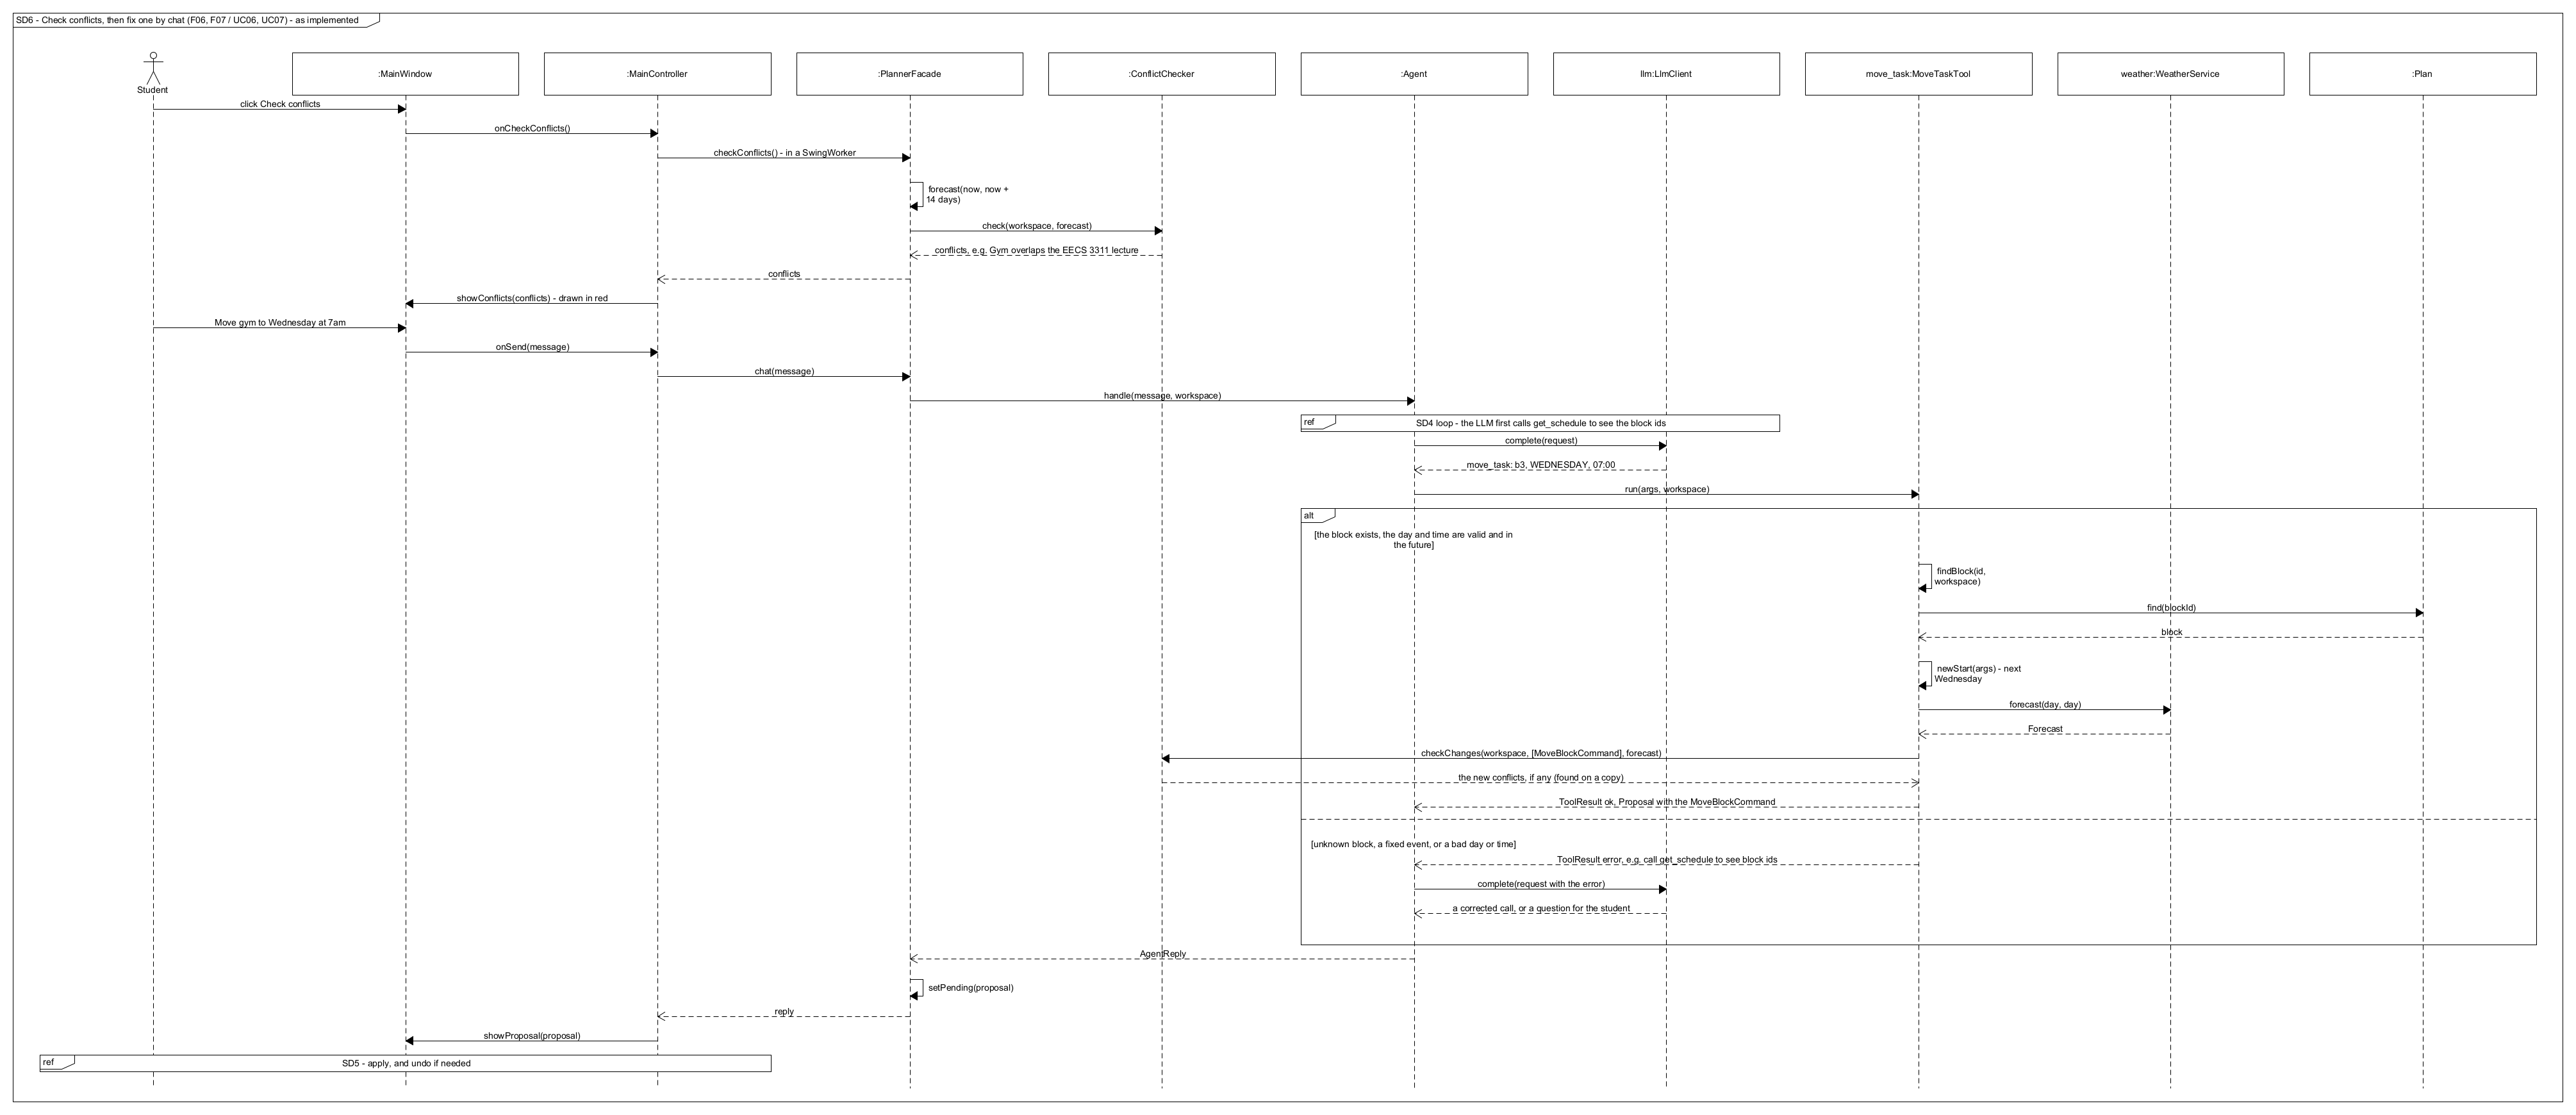 SD6 - Check conflicts, then fix one by chat (F06, F07 / UC06, UC07) - as implemented
Student
:MainWindow
:MainController
:PlannerFacade
:ConflictChecker
:Agent
llm:LlmClient
move_task:MoveTaskTool
weather:WeatherService
:Plan
click Check conflicts
onCheckConflicts()
checkConflicts() - in a SwingWorker
forecast(now, now +
14 days)
check(workspace, forecast)
conflicts, e.g. Gym overlaps the EECS 3311 lecture
conflicts
showConflicts(conflicts) - drawn in red
Move gym to Wednesday at 7am
onSend(message)
chat(message)
handle(message, workspace)
ref
SD4 loop - the LLM first calls get_schedule to see the block ids
complete(request)
move_task: b3, WEDNESDAY, 07:00
run(args, workspace)
alt
[the block exists, the day and time are valid and in
the future]
findBlock(id,
workspace)
find(blockId)
block
newStart(args) - next
Wednesday
forecast(day, day)
Forecast
checkChanges(workspace, [MoveBlockCommand], forecast)
the new conflicts, if any (found on a copy)
ToolResult ok, Proposal with the MoveBlockCommand
[unknown block, a fixed event, or a bad day or time]
ToolResult error, e.g. call get_schedule to see block ids
complete(request with the error)
a corrected call, or a question for the student
AgentReply
setPending(proposal)
reply
showProposal(proposal)
ref
SD5 - apply, and undo if needed